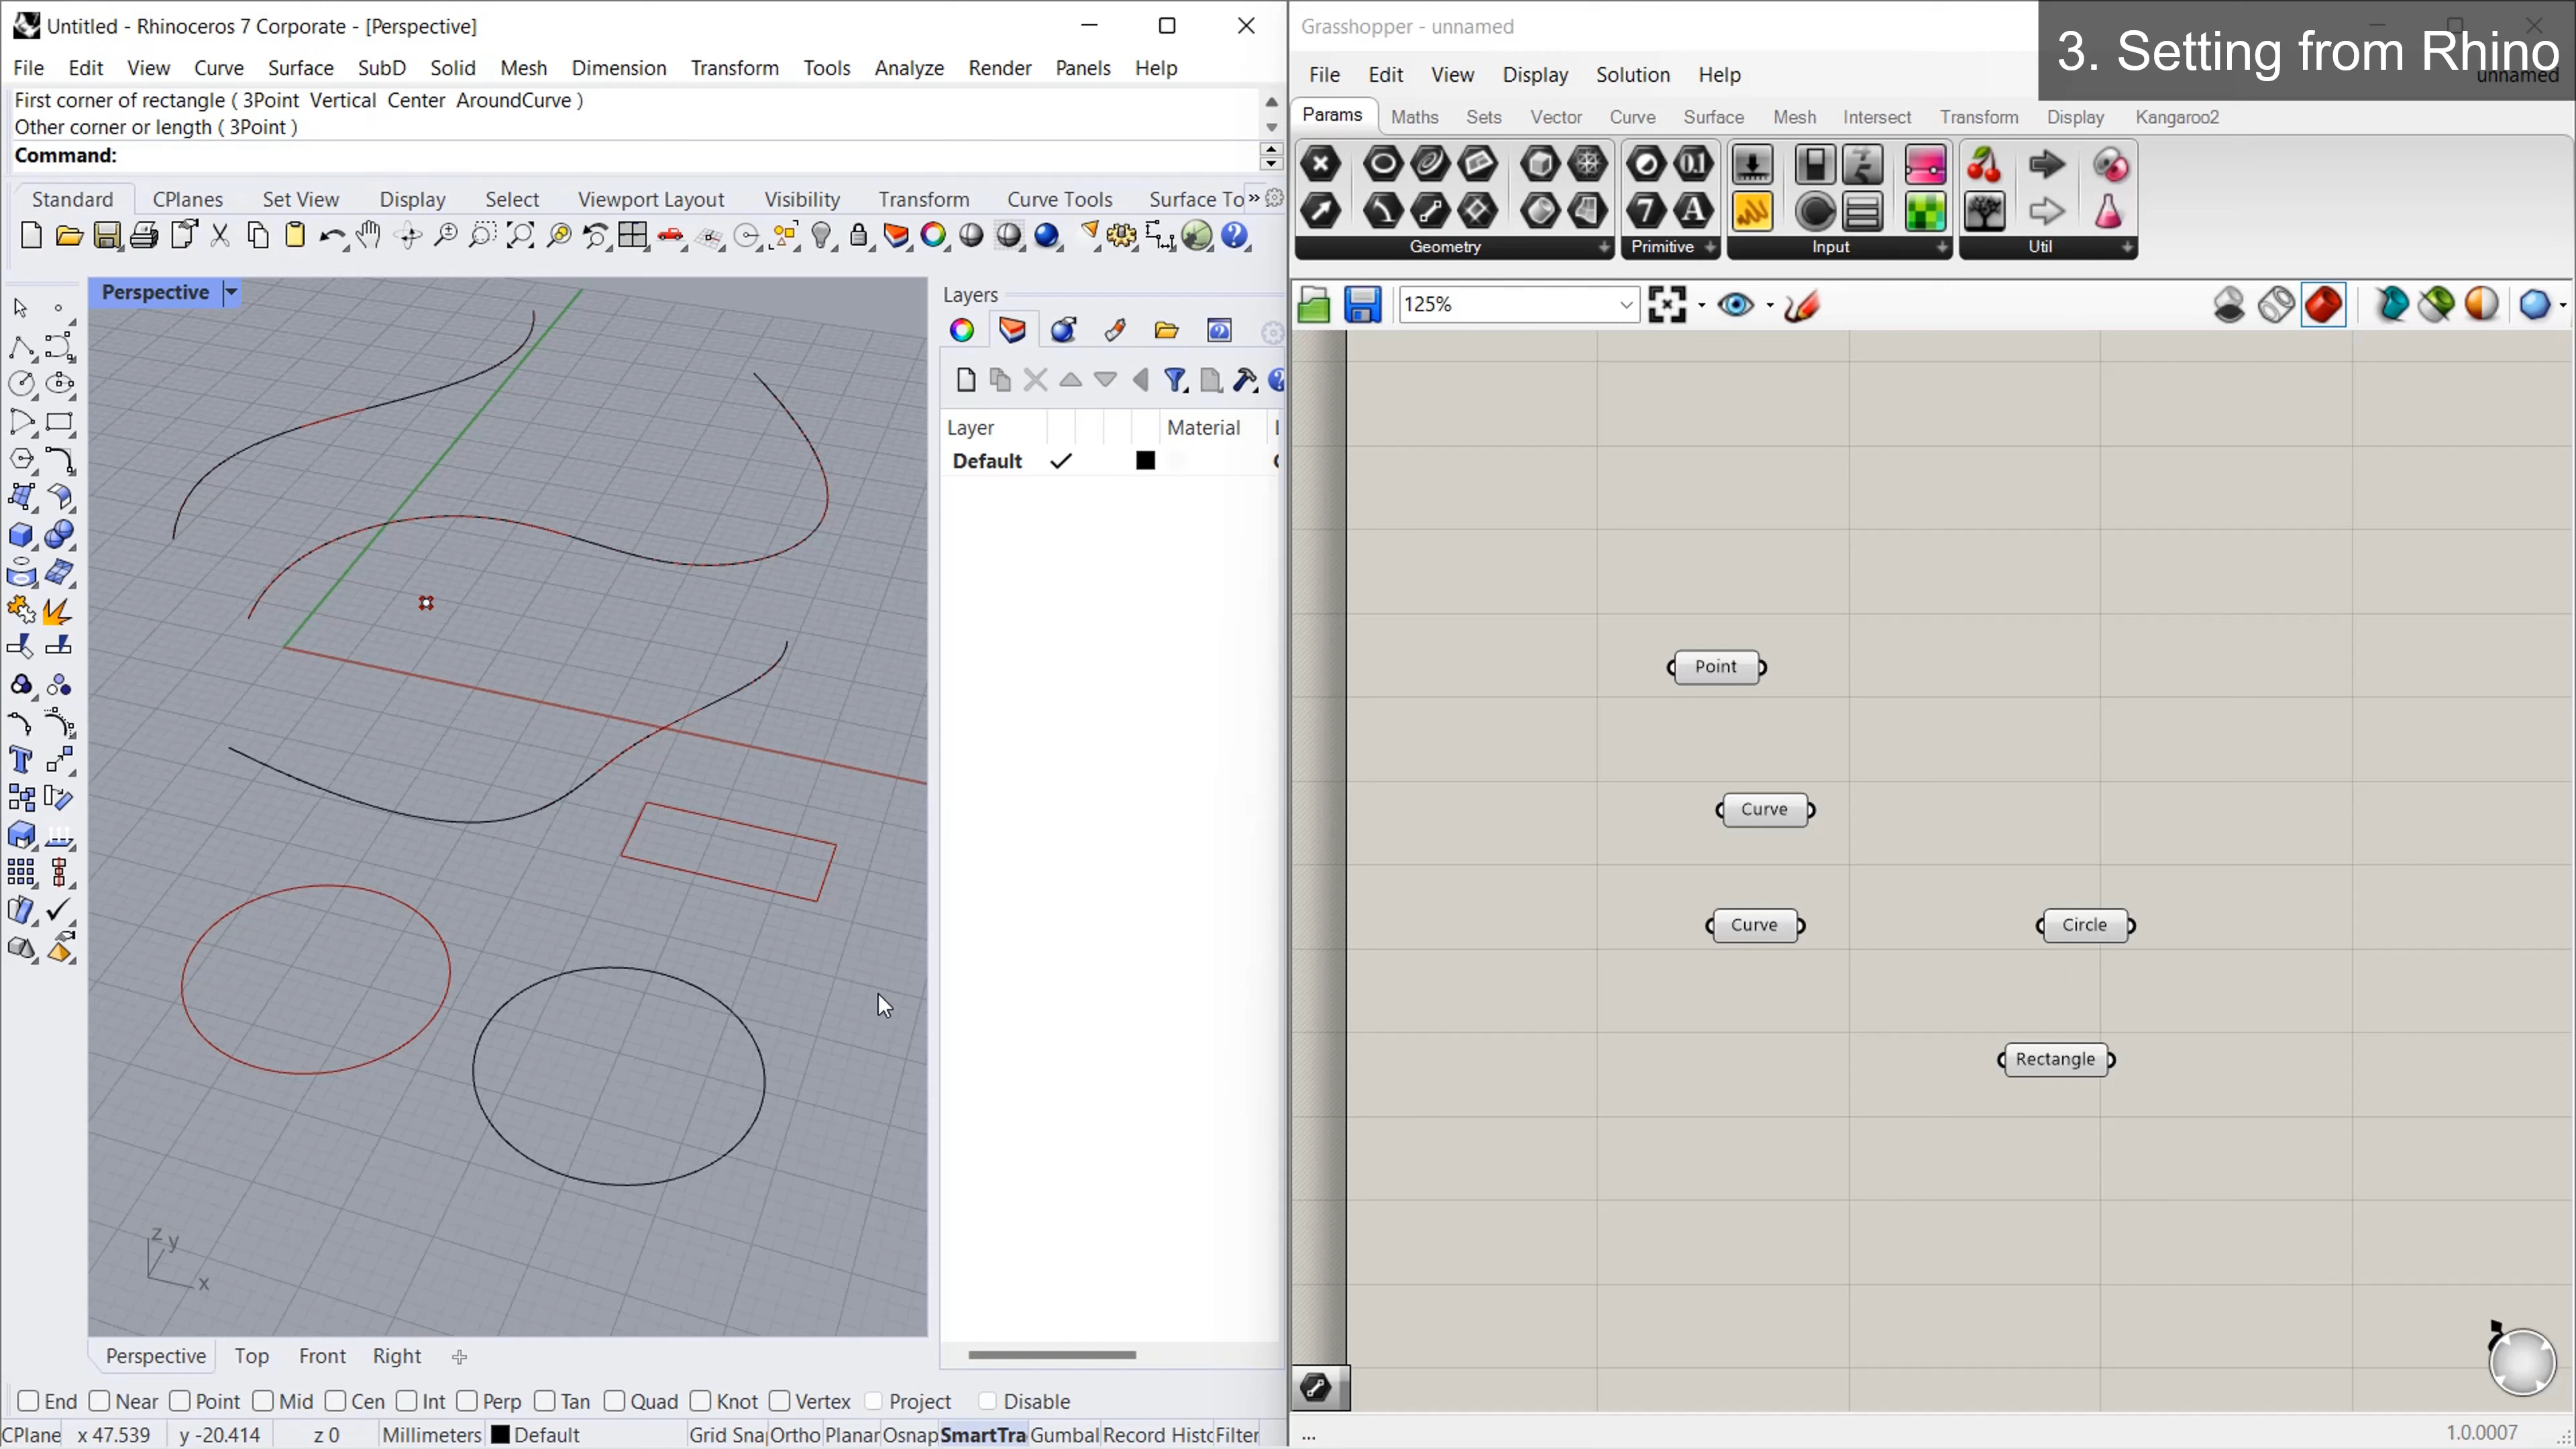 Untitled - Rhinoceros 7 Corporate - [Perspective]
File Edit View Curve Surface SubD Solid Mesh Dimension Transform Tools Analyze Render Panels Help
First corner of rectangle ( 3Point Vertical Center AroundCurve )
Other corner or length ( 3Point )
Command:
Standard CPlanes Set View Display Select Viewport Layout Visibility Transform Curve Tools Surface To »
Perspective
Layers
Layer Material
Default
z y
x
Perspective Top Front Right
End Near Point Mid Cen Int Perp Tan Quad Knot Vertex Project Disable
CPlane x 47.539 y -20.414 z 0 Millimeters Default Grid Sna Ortho Planar Osnap SmartTra Gumbal Record Histo Filter
Grasshopper - unnamed
3. Setting from Rhino
File Edit View Display Solution Help
unnamed
Params Maths Sets Vector Curve Surface Mesh Intersect Transform Display Kangaroo2
Geometry Primitive Input Util
125%
Point
Curve
Curve Circle
Rectangle
... 1.0.0007